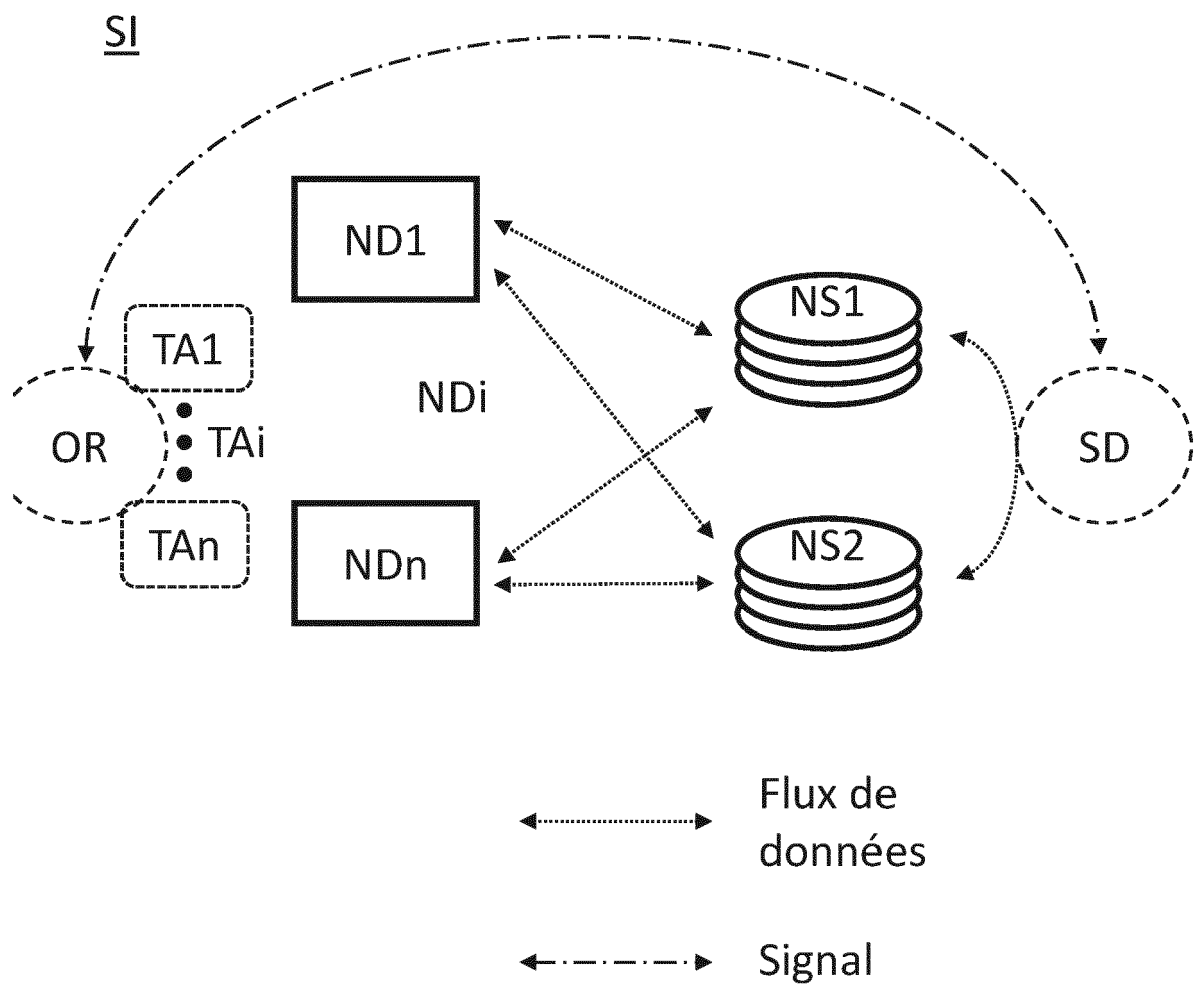 SI
ND1
NS1
TA1
NDi
OR
TAi
SD
TAn
NDn
NS2
Flux de
données
Signal